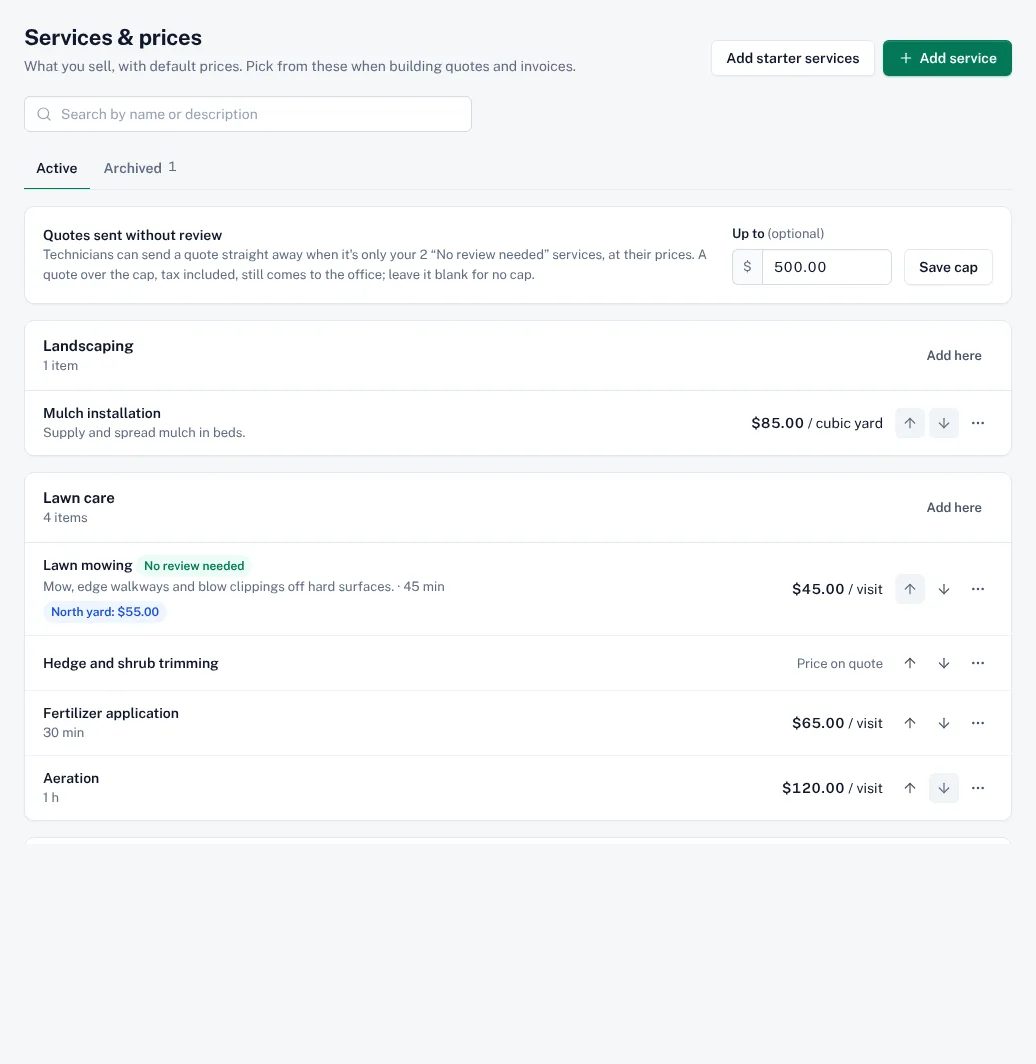 Services & prices
What you sell, with default prices. Pick from these when building quotes and invoices.
Add starter services
+ Add service
Search by name or description
Active
Archived 1
Quotes sent without review
Technicians can send a quote straight away when it's only your 2 “No review needed” services, at their prices. A
quote over the cap, tax included, still comes to the office; leave it blank for no cap.
Up to (optional)
$ 500.00
Save cap
Landscaping
1 item
Add here
Mulch installation
Supply and spread mulch in beds.
$85.00 / cubic yard
Lawn care
4 items
Add here
Lawn mowing No review needed
Mow, edge walkways and blow clippings off hard surfaces. · 45 min
North yard: $55.00
$45.00 / visit
Hedge and shrub trimming
Price on quote
Fertilizer application
30 min
$65.00 / visit
Aeration
1 h
$120.00 / visit